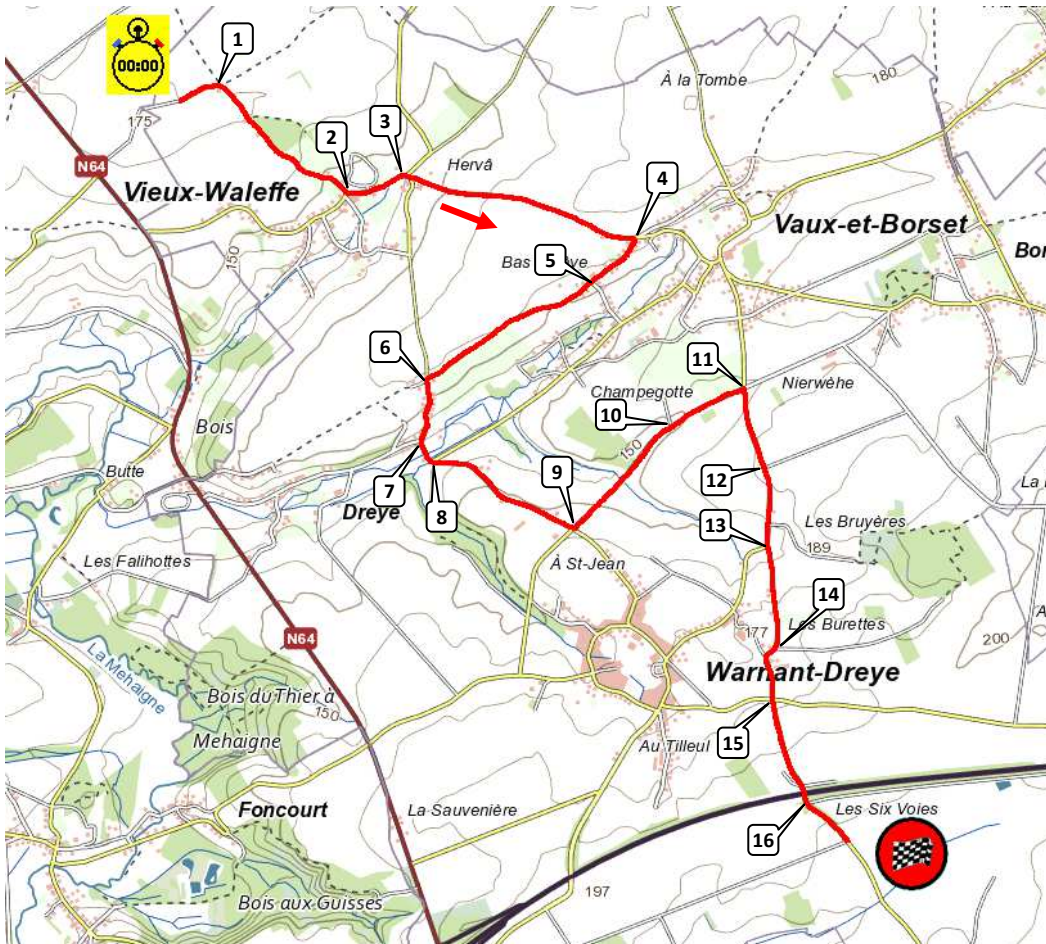 1
00:00
À la Tombe
180
175
2
3
Hervâ
4
N64
Vieux-Waleffe
Vaux-et-Borset
150
Bas
5
Bor
6
11
Champegotte
Nierwèhe
10
150
Bois
Butte
12
9
7
8
Dreye
13
Les Bruyères
189
Les Falihottes
À St-Jean
14
N64
177
Les Burettes
200
La Mehaigne
Warnant-Dreye
Bois du Thier à
Mehaigne
150
Au Tilleul
15
Foncourt
La Sauvenière
Les Six Voies
16
197
Bois aux Guisses